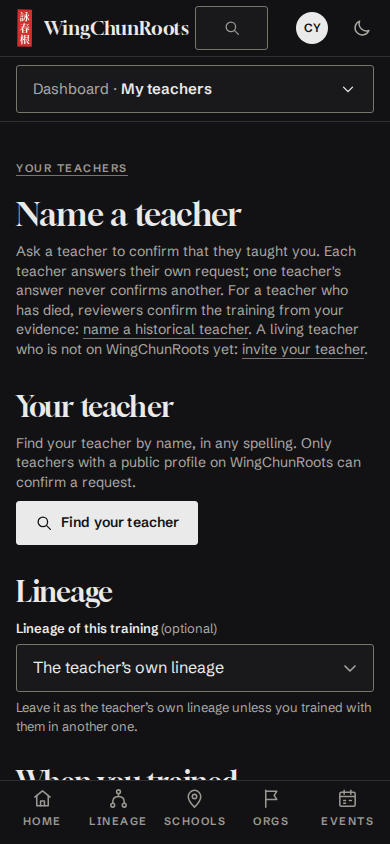 詠春根
WingChunRoots
CY
Dashboard · My teachers
YOUR TEACHERS
Name a teacher
Ask a teacher to confirm that they taught you. Each
teacher answers their own request; one teacher's
answer never confirms another. For a teacher who
has died, reviewers confirm the training from your
evidence: name a historical teacher. A living teacher
who is not on WingChunRoots yet: invite your teacher.
Your teacher
Find your teacher by name, in any spelling. Only
teachers with a public profile on WingChunRoots can
confirm a request.
Find your teacher
Lineage
Lineage of this training (optional)
The teacher’s own lineage
Leave it as the teacher’s own lineage unless you trained with
them in another one.
When you trained
HOME LINEAGE SCHOOLS ORGS EVENTS